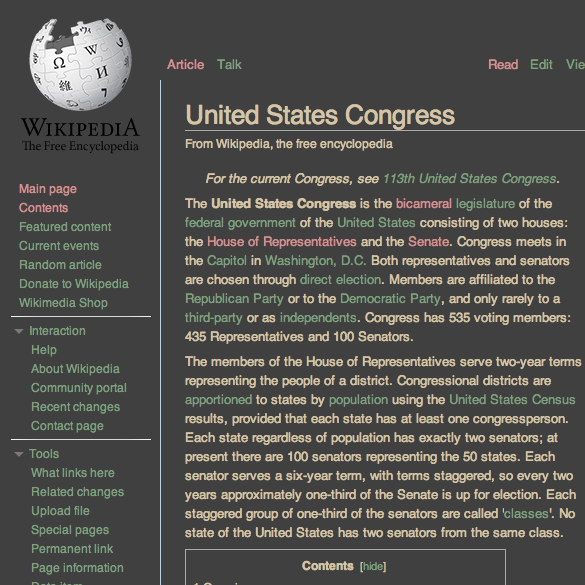 WIKIPEDIA
The Free Encyclopedia
Article Talk
Read Edit Vie
Main page
Contents
Featured content
Current events
Random article
Donate to Wikipedia
Wikimedia Shop
Interaction
Help
About Wikipedia
Community portal
Recent changes
Contact page
Tools
What links here
Related changes
Upload file
Special pages
Permanent link
Page information
United States Congress
From Wikipedia, the free encyclopedia
For the current Congress, see 113th United States Congress.
The United States Congress is the bicameral legislature of the
federal government of the United States consisting of two houses:
the House of Representatives and the Senate. Congress meets in
the Capitol in Washington, D.C. Both representatives and senators
are chosen through direct election. Members are affiliated to the
Republican Party or to the Democratic Party, and only rarely to a
third-party or as independents. Congress has 535 voting members:
435 Representatives and 100 Senators.
The members of the House of Representatives serve two-year terms
representing the people of a district. Congressional districts are
apportioned to states by population using the United States Census
results, provided that each state has at least one congressperson.
Each state regardless of population has exactly two senators; at
present there are 100 senators representing the 50 states. Each
senator serves a six-year term, with terms staggered, so every two
years approximately one-third of the Senate is up for election. Each
staggered group of one-third of the senators are called 'classes'. No
state of the United States has two senators from the same class.
Contents [hide]